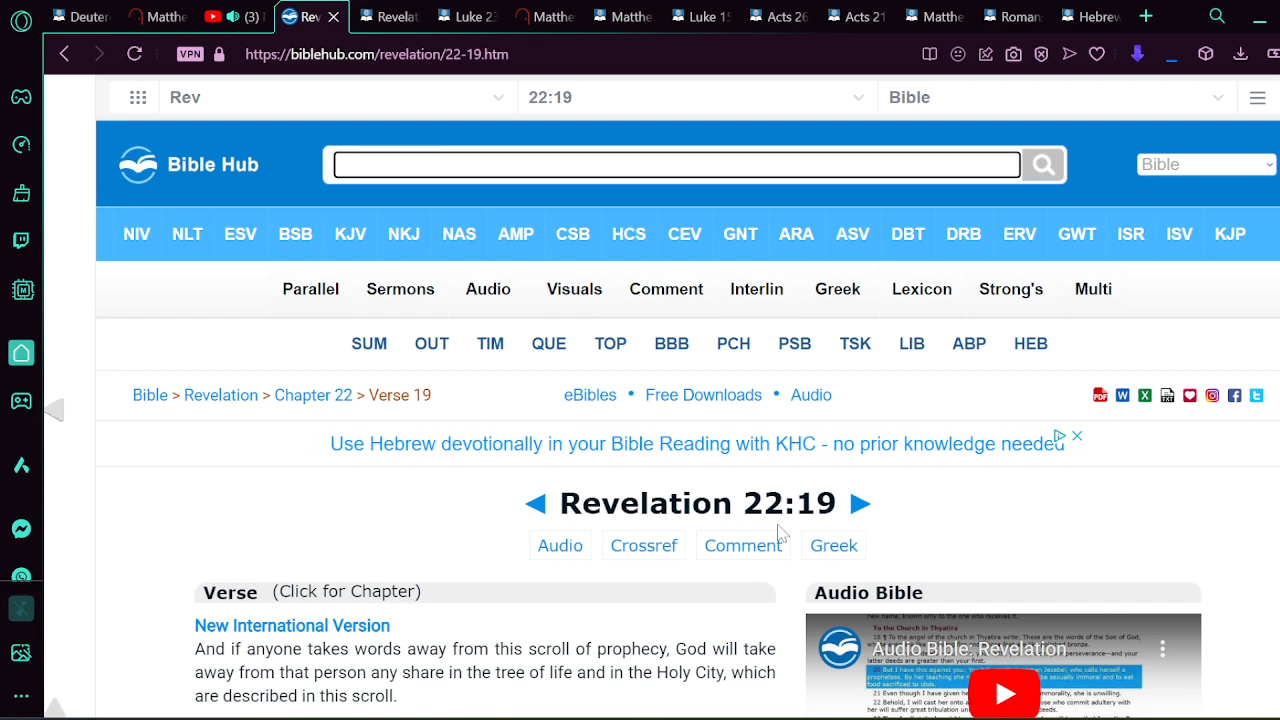 Deuter Matthe (3) Rev Revelat Luke 23 Matthe Matthe Luke 15 Acts 26 Acts 21 Matthe Roman Hebrew
VPN https://biblehub.com/revelation/22-19.htm
Rev 22:19 Bible
Bible Hub Bible
NIV NLT ESV BSB KJV NKJ NAS AMP CSB HCS CEV GNT ARA ASV DBT DRB ERV GWT ISR ISV KJP
Parallel Sermons Audio Visuals Comment Interlin Greek Lexicon Strong's Multi
SUM OUT TIM QUE TOP BBB PCH PSB TSK LIB ABP HEB
Bible > Revelation > Chapter 22 > Verse 19 eBibles • Free Downloads • Audio
Use Hebrew devotionally in your Bible Reading with KHC - no prior knowledge needed
Revelation 22:19
Audio Crossref Comment Greek
Verse (Click for Chapter)
New International Version
And if anyone takes words away from this scroll of prophecy, God will take
away from that person any share in the tree of life and in the Holy City, which
are described in this scroll.
Audio Bible
To the Church in Thyatira
Audio Bible: Revelation